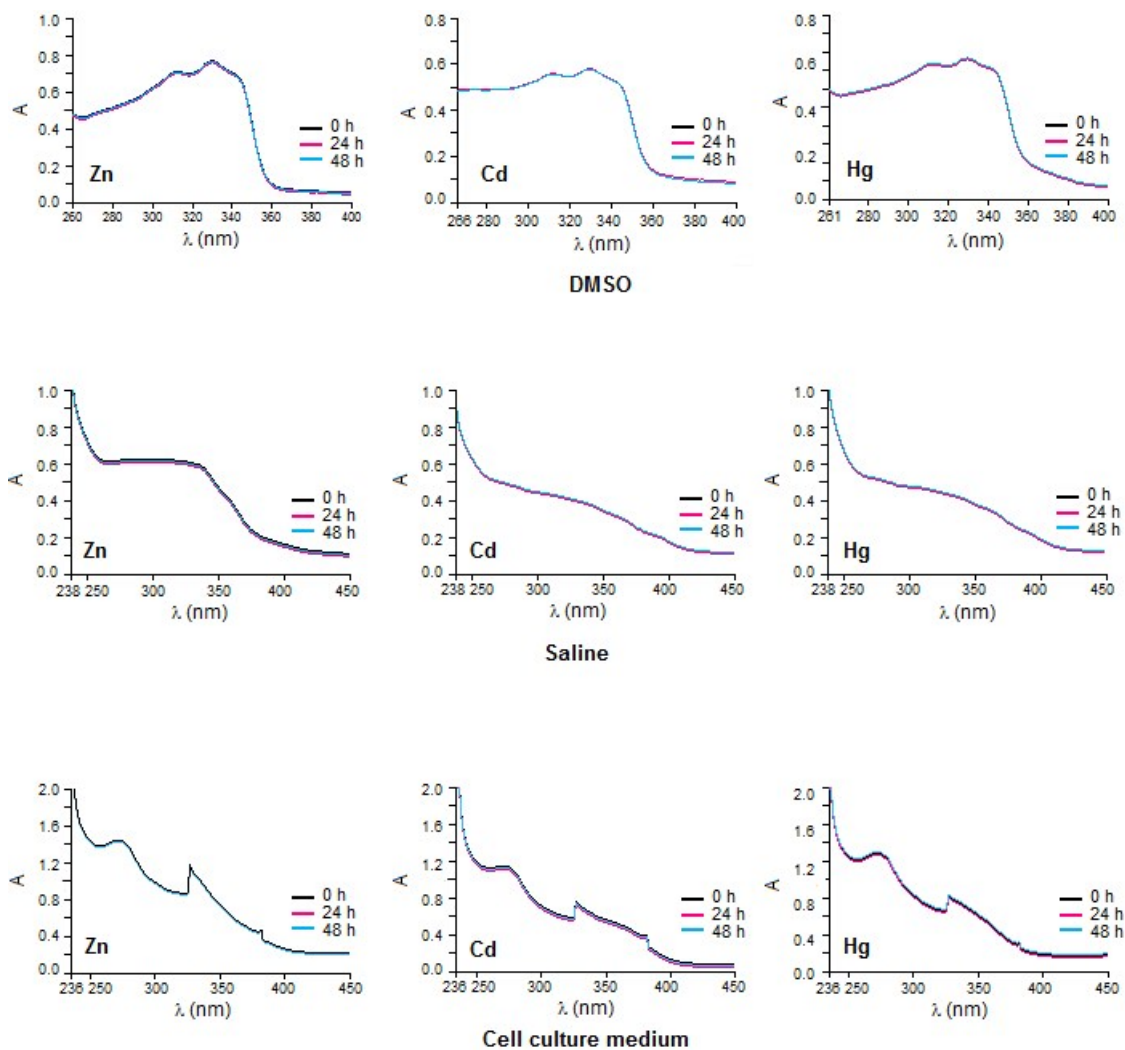 1.0
0.8
0.6
0.4
0.2
0.0
A
0 h
24 h
48 h
Zn
260 280 300 320 340 360 380 400
λ (nm)
0.8
0.6
0.4
0.2
0.0
A
0 h
24 h
48 h
Cd
266 280 300 320 340 360 380 400
λ (nm)
0.8
0.6
0.4
0.2
0.0
A
0 h
24 h
48 h
Hg
261 280 300 320 340 360 380 400
λ (nm)
DMSO
1.0
0.8
0.6
0.4
0.2
0.0
A
0 h
24 h
48 h
Zn
238 250 300 350 400 450
λ (nm)
1.0
0.8
0.6
0.4
0.2
0.0
A
0 h
24 h
48 h
Cd
238 250 300 350 400 450
λ (nm)
1.0
0.8
0.6
0.4
0.2
0.0
A
0 h
24 h
48 h
Hg
238 250 300 350 400 450
λ (nm)
Saline
2.0
1.6
1.2
0.8
0.4
0.0
A
0 h
24 h
48 h
Zn
236 250 300 350 400 450
λ (nm)
2.0
1.6
1.2
0.8
0.4
0.0
A
0 h
24 h
48 h
Cd
236 250 300 350 400 450
λ (nm)
2.0
1.6
1.2
0.8
0.4
0.0
A
0 h
24 h
48 h
Hg
236 250 300 350 400 450
λ (nm)
Cell culture medium